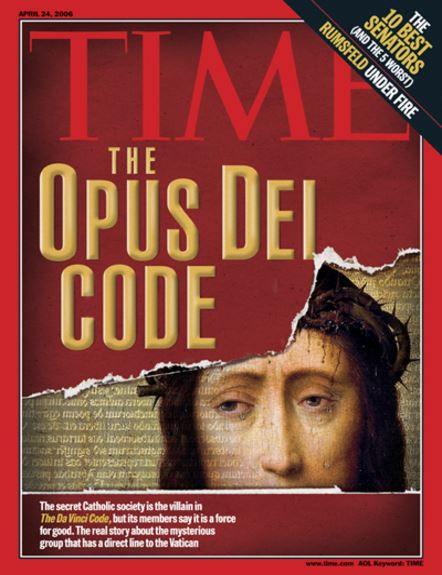 APRIL 24, 2006
THE
10 BEST
SENATORS
(AND THE 5 WORST)
RUMSFELD UNDER FIRE
TIME
THE
OPUS DEI
CODE
The secret Catholic society is the villain in
The Da Vinci Code, but its members say it is a force
for good. The real story about the mysterious
group that has a direct line to the Vatican
www.time.com AOL Keyword: TIME